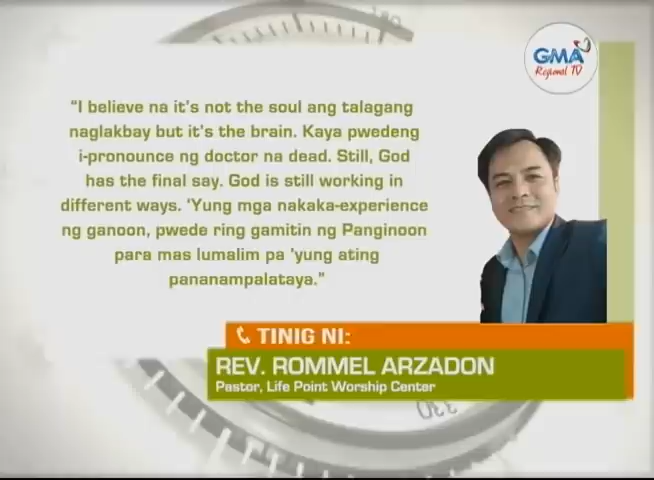 GMA
Regional TV
"I believe na it's not the soul ang talagang
naglakbay but it's the brain. Kaya pwedeng
i-pronounce ng doctor na dead. Still, God
has the final say. God is still working in
different ways. 'Yung mga nakaka-experience
ng ganoon, pwede ring gamitin ng Panginoon
para mas lumalim pa 'yung ating
pananampalataya."
TINIG NI:
REV. ROMMEL ARZADON
Pastor, Life Point Worship Center
330